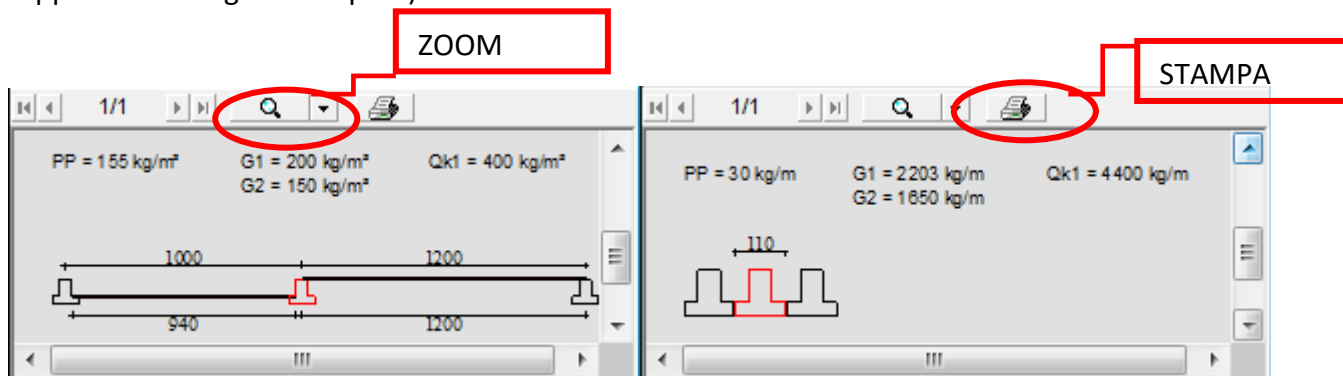 ZOOM
STAMPA
1/1
PP = 155 kg/m² G1 = 200 kg/m² Qk1 = 400 kg/m²
G2 = 150 kg/m²
1000 1200
940 1200
1/1
PP = 30 kg/m G1 = 2203 kg/m Qk1 = 4400 kg/m
G2 = 1650 kg/m
110